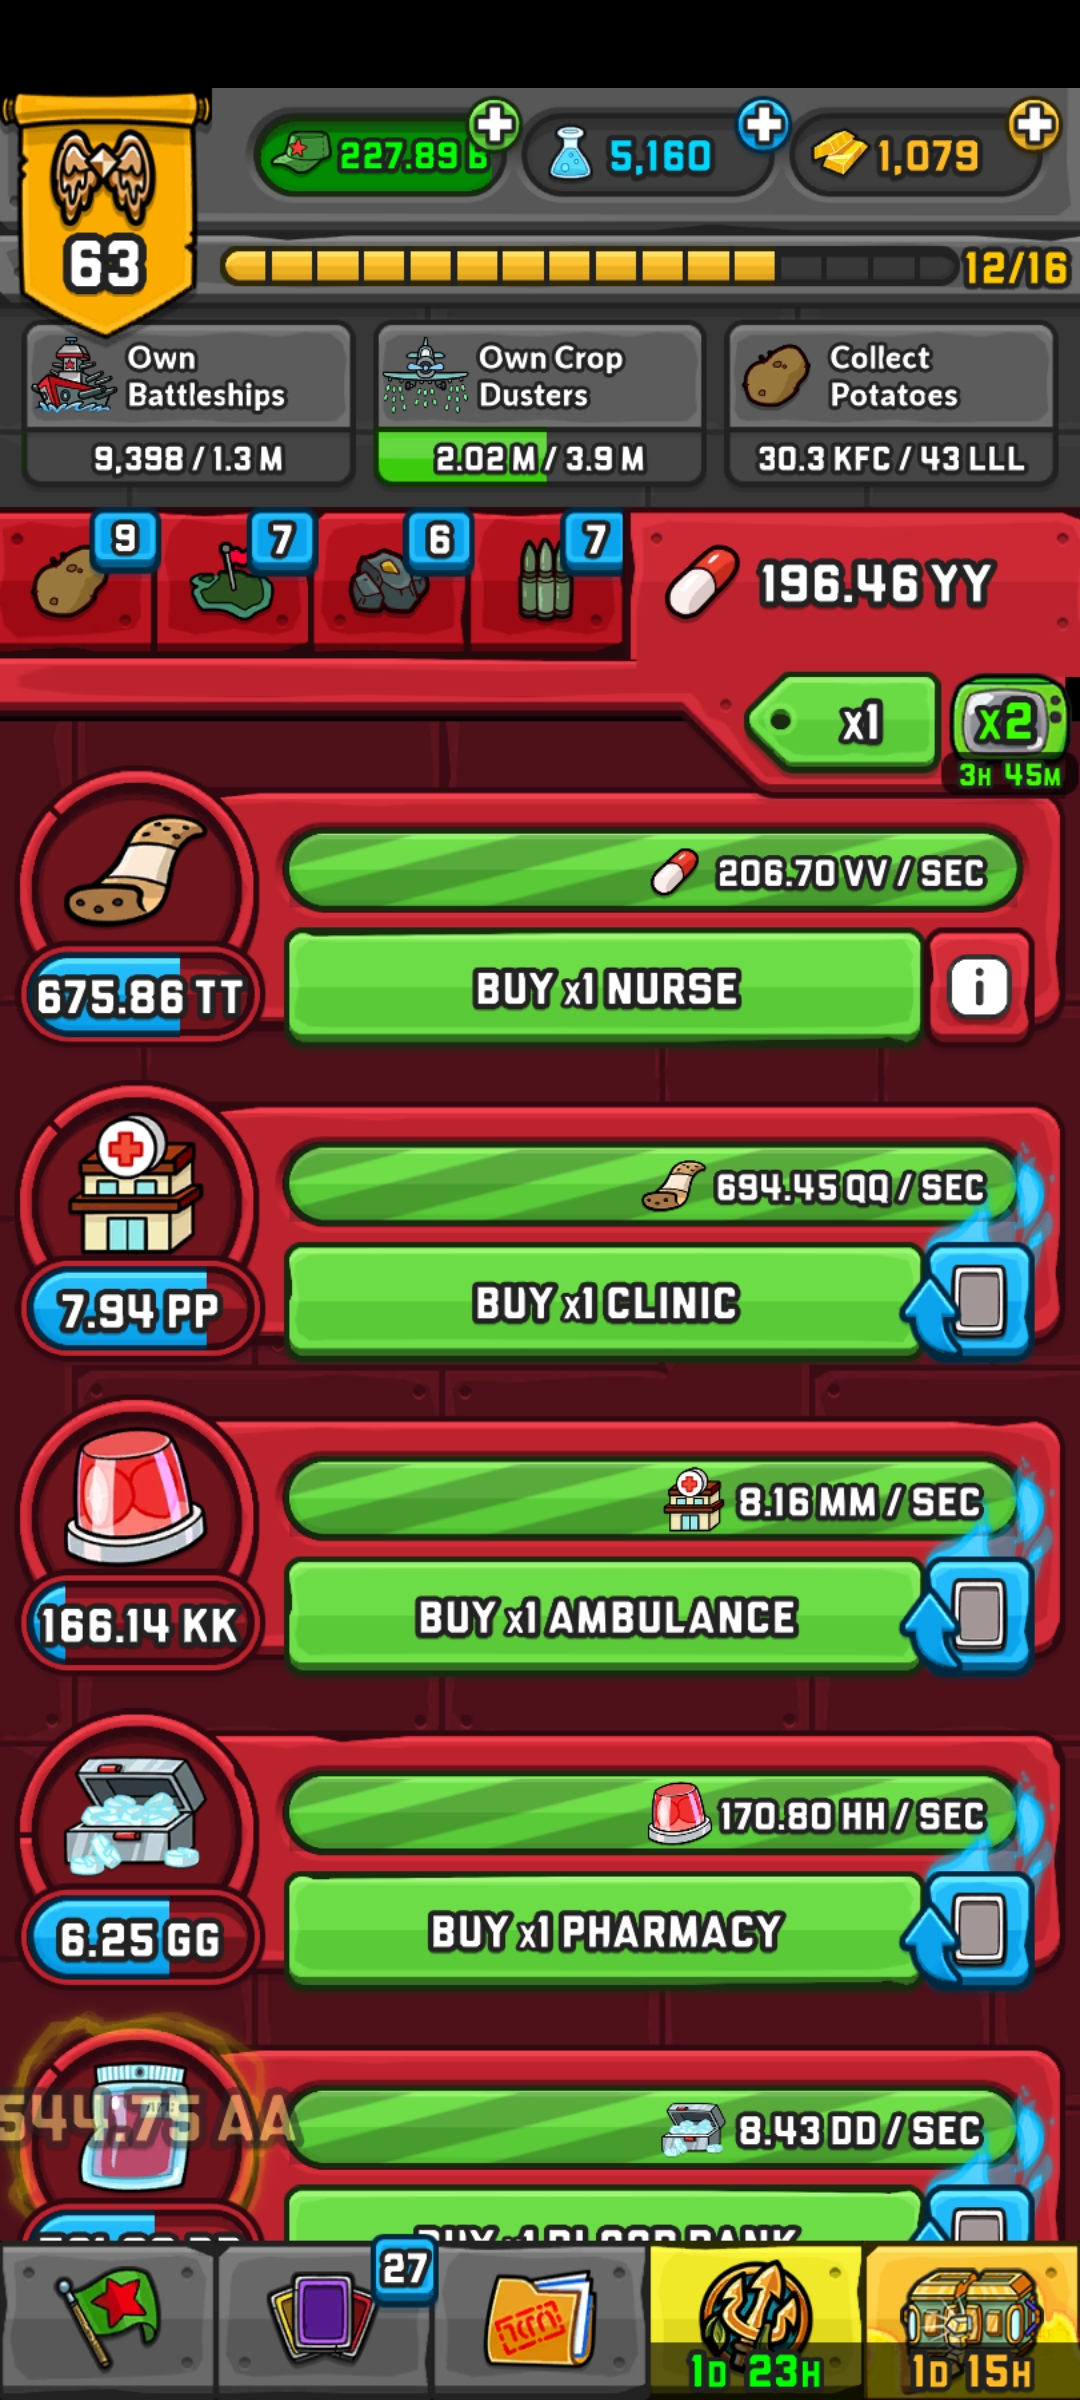 227.89 B
5,160
1,079
63
12/16
Own Battleships
9,398 / 1.3 M
Own Crop Dusters
2.02 M / 3.9 M
Collect Potatoes
30.3 KFC / 43 LLL
9
7
6
7
196.46 YY
x1
x2
3H 45M
206.70 VV / SEC
675.86 TT
BUY x1 NURSE
i
694.45 QQ / SEC
7.94 PP
BUY x1 CLINIC
8.16 MM / SEC
166.14 KK
BUY x1 AMBULANCE
170.80 HH / SEC
6.25 GG
BUY x1 PHARMACY
544.75 AA
8.43 DD / SEC
BUY x1 BLOOD BANK
27
1D 23H
1D 15H